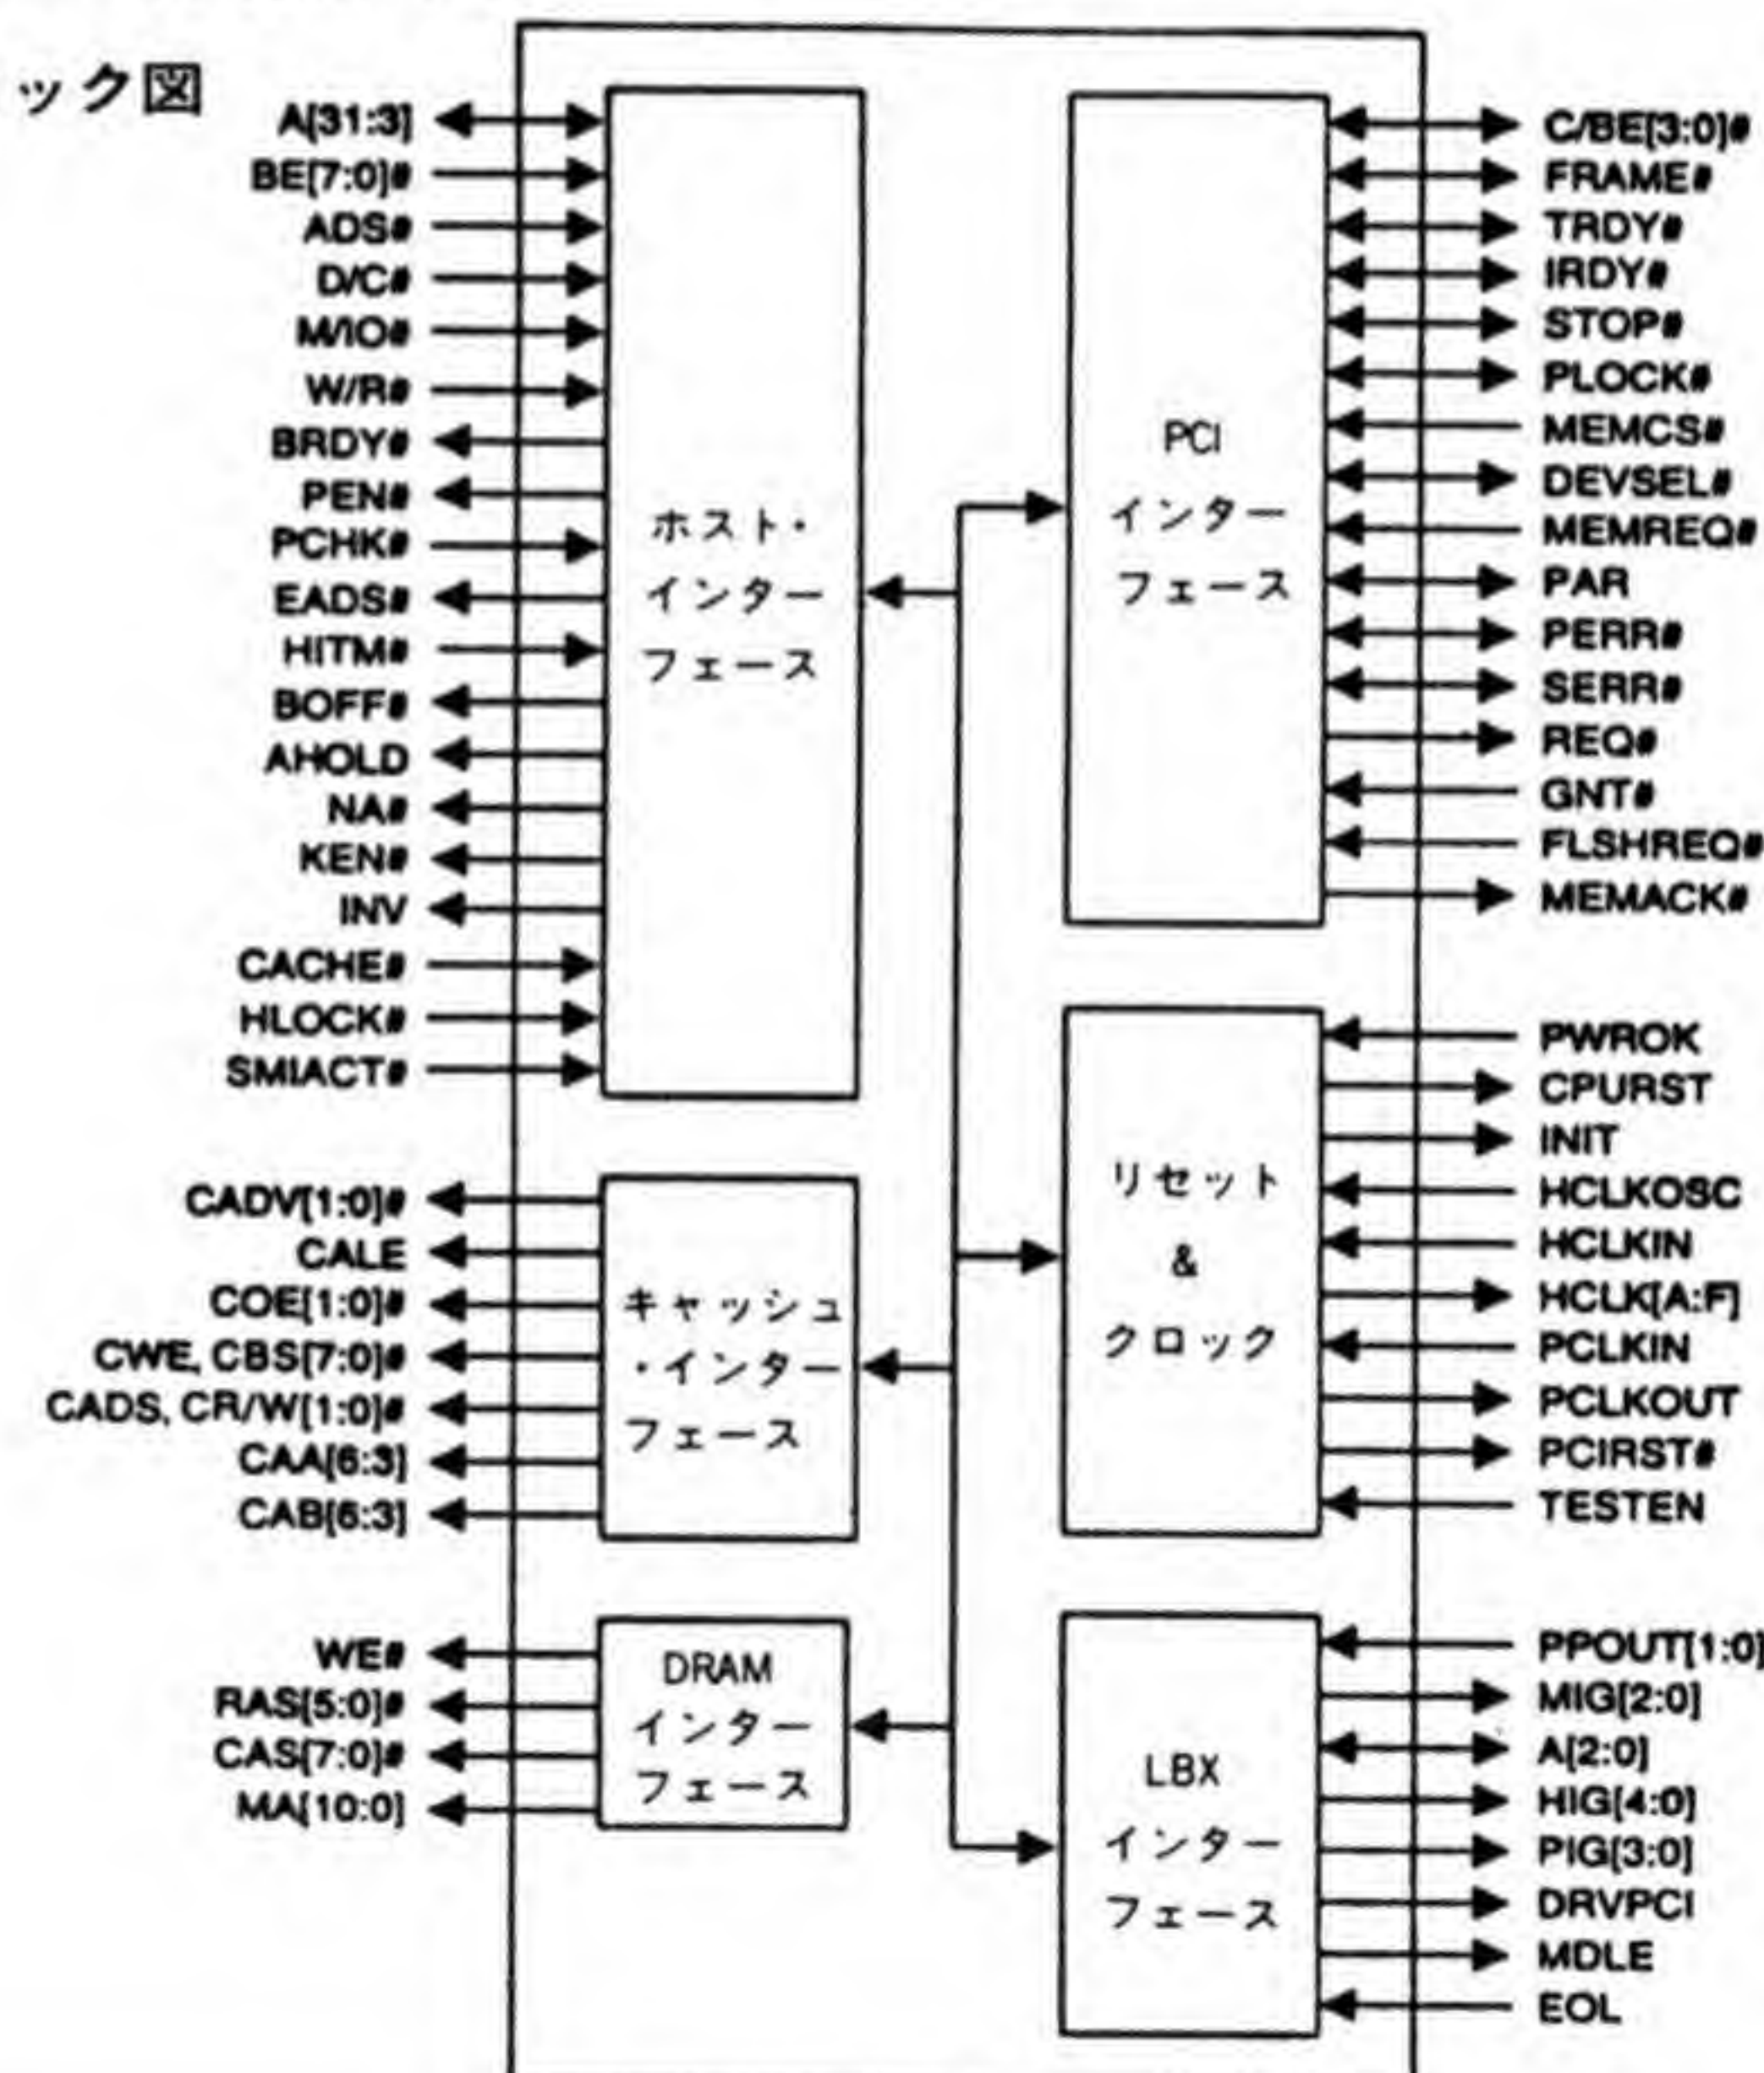 ック図
A[31:3]
BE[7:0]#
ADS#
D/C#
M/IO#
W/R#
BRDY#
PEN#
PCHK#
EADS#
HITM#
BOFF#
AHOLD
NA#
KEN#
INV
CACHE#
HLOCK#
SMIACT#
ホスト・
インター
フェース
CADV[1:0]#
CALE
COE[1:0]#
CWE, CBS[7:0]#
CADS, CR/W[1:0]#
CAA[6:3]
CAB[6:3]
キャッシュ
・インター
フェース
WE#
RAS[5:0]#
CAS[7:0]#
MA[10:0]
DRAM
インター
フェース
PCI
インター
フェース
C/BE[3:0]#
FRAME#
TRDY#
IRDY#
STOP#
PLOCK#
MEMCS#
DEVSEL#
MEMREQ#
PAR
PERR#
SERR#
REQ#
GNT#
FLSHREQ#
MEMACK#
リセット
&
クロック
PWROK
CPURST
INIT
HCLKOSC
HCLKIN
HCLK[A:F]
PCLKIN
PCLKOUT
PCIRST#
TESTEN
LBX
インター
フェース
PPOUT[1:0]
MIG[2:0]
A[2:0]
HIG[4:0]
PIG[3:0]
DRVPCI
MDLE
EOL